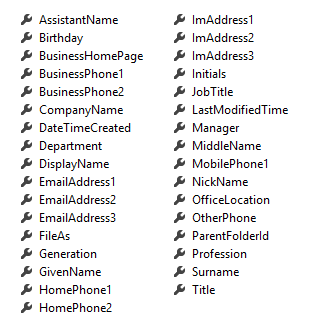 AssistantName
Birthday
BusinessHomePage
BusinessPhone1
BusinessPhone2
CompanyName
DateTimeCreated
Department
DisplayName
EmailAddress1
EmailAddress2
EmailAddress3
FileAs
Generation
GivenName
HomePhone1
HomePhone2
ImAddress1
ImAddress2
ImAddress3
Initials
JobTitle
LastModifiedTime
Manager
MiddleName
MobilePhone1
NickName
OfficeLocation
OtherPhone
ParentFolderId
Profession
Surname
Title